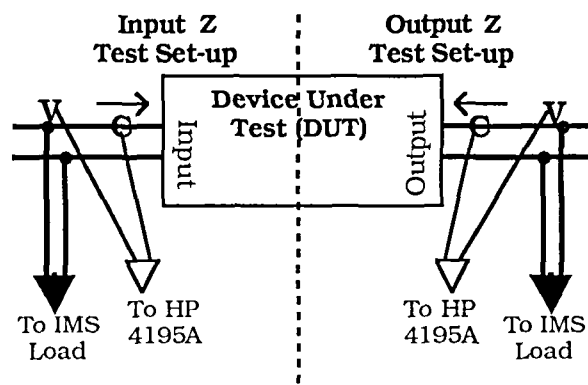 Input Z
Test Set-up
Output Z
Test Set-up
Device Under
Test (DUT)
Input
Output
V
C
C
V
To IMS
Load
To HP
4195A
To HP
4195A
To IMS
Load